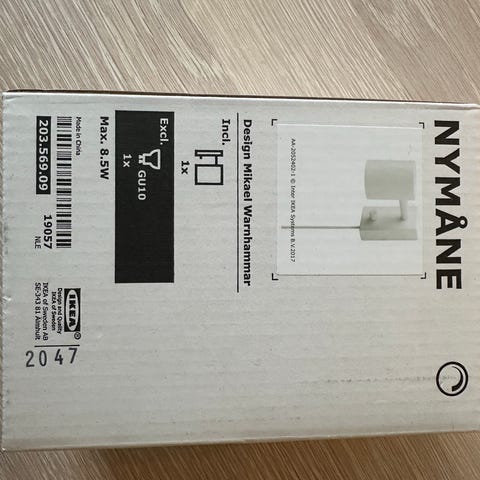 NYMÅNE
AA-2052402-1 © Inter IKEA Systems B.V.2017
Design Mikael Warnhammar
Incl.
1x
Excl.
GU10
1x
Max. 8.5W
Made in China
203.569.09
19057
NLE
IKEA
Design and Quality
IKEA of Sweden
IKEA of Sweden AB
SE-343 81 Älmhult
2047